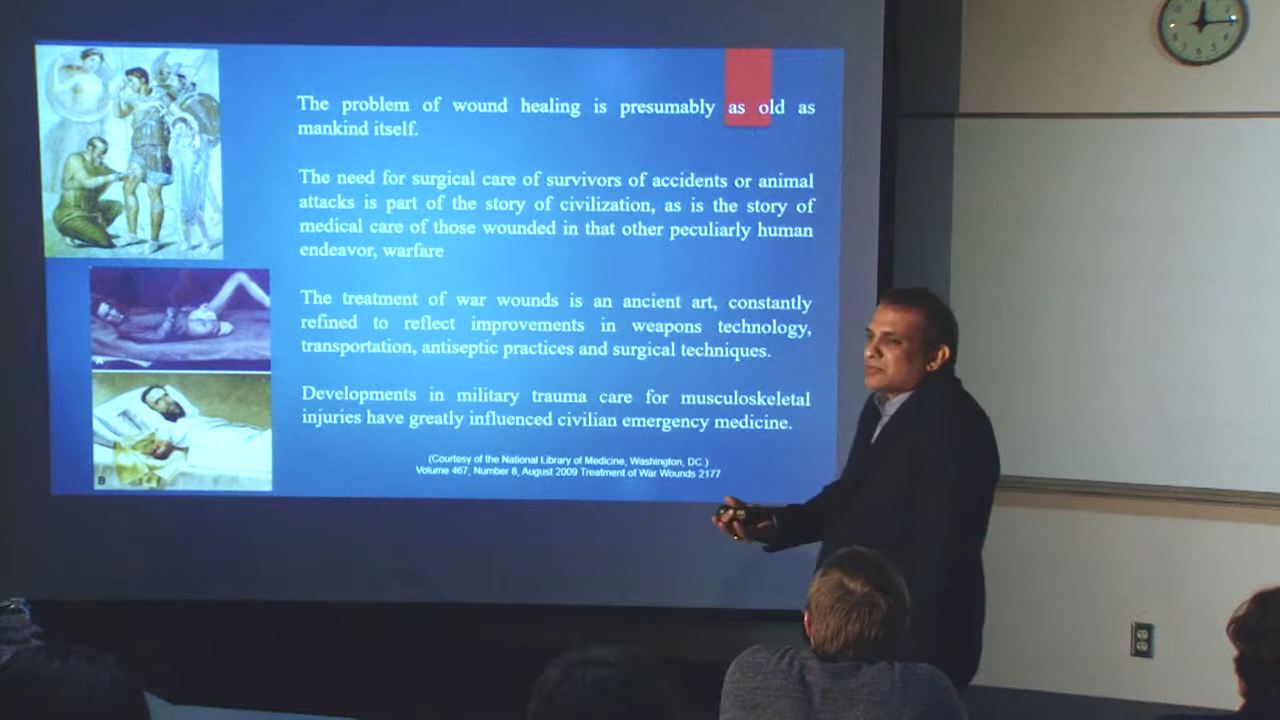 The problem of wound healing is presumably as old as
mankind itself.
The need for surgical care of survivors of accidents or animal
attacks is part of the story of civilization, as is the story of
medical care of those wounded in that other peculiarly human
endeavor, warfare
The treatment of war wounds is an ancient art, constantly
refined to reflect improvements in weapons technology,
transportation, antiseptic practices and surgical techniques.
Developments in military trauma care for musculoskeletal
injuries have greatly influenced civilian emergency medicine.
(Courtesy of the National Library of Medicine, Washington, DC.)
Volume 467, Number 8, August 2009 Treatment of War Wounds 2177
B